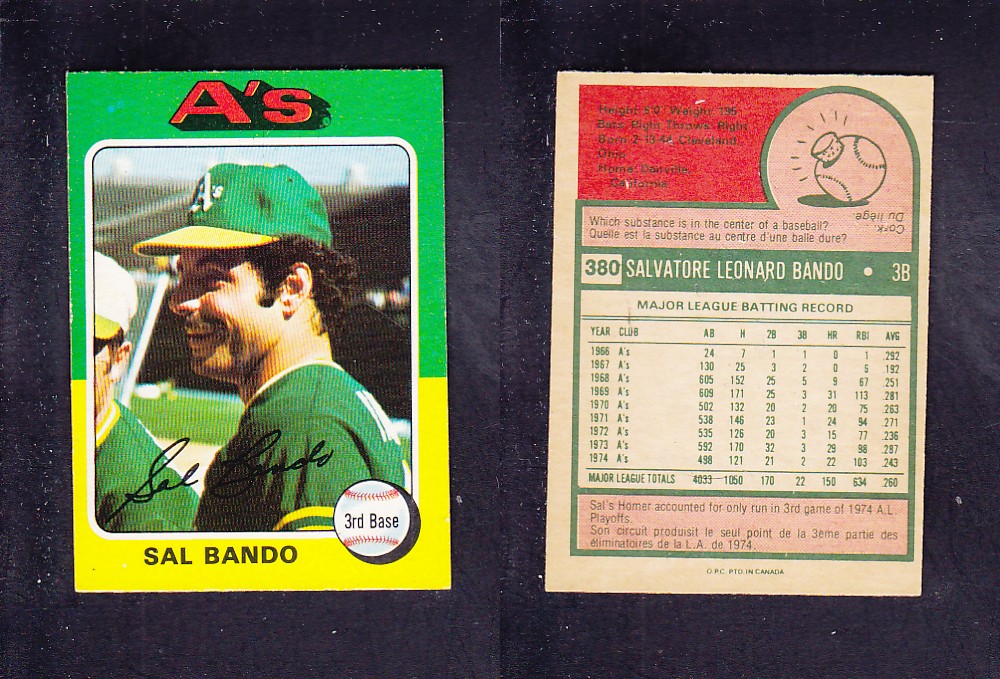 A's
A's
Sal Bando
3rd Base
SAL BANDO
Height: 6'0" Weight: 195
Bats: Right Throws: Right
Born 2-13-44, Cleveland,
Ohio
Home: Danville,
California
Cork.
Du liège.
Which substance is in the center of a baseball?
Quelle est la substance au centre d'une balle dure?
380 SALVATORE LEONARD BANDO • 3B
MAJOR LEAGUE BATTING RECORD
YEAR CLUB AB H 2B 3B HR RBI AVG
1966 A's 24 7 1 1 0 1 .292
1967 A's 130 25 3 2 0 6 .192
1968 A's 605 152 25 5 9 67 .251
1969 A's 609 171 25 3 31 113 .281
1970 A's 502 132 20 2 20 75 .263
1971 A's 538 146 23 1 24 94 .271
1972 A's 535 126 20 3 15 77 .236
1973 A's 592 170 32 3 29 98 .287
1974 A's 498 121 21 2 22 103 .243
MAJOR LEAGUE TOTALS 4033 1050 170 22 150 634 .260
Sal's Homer accounted for only run in 3rd game of 1974 A.L.
Playoffs.
Son circuit produisit le seul point de la 3ème partie des
éliminatoires de la L.A. de 1974.
O.P.C. PTD. IN CANADA